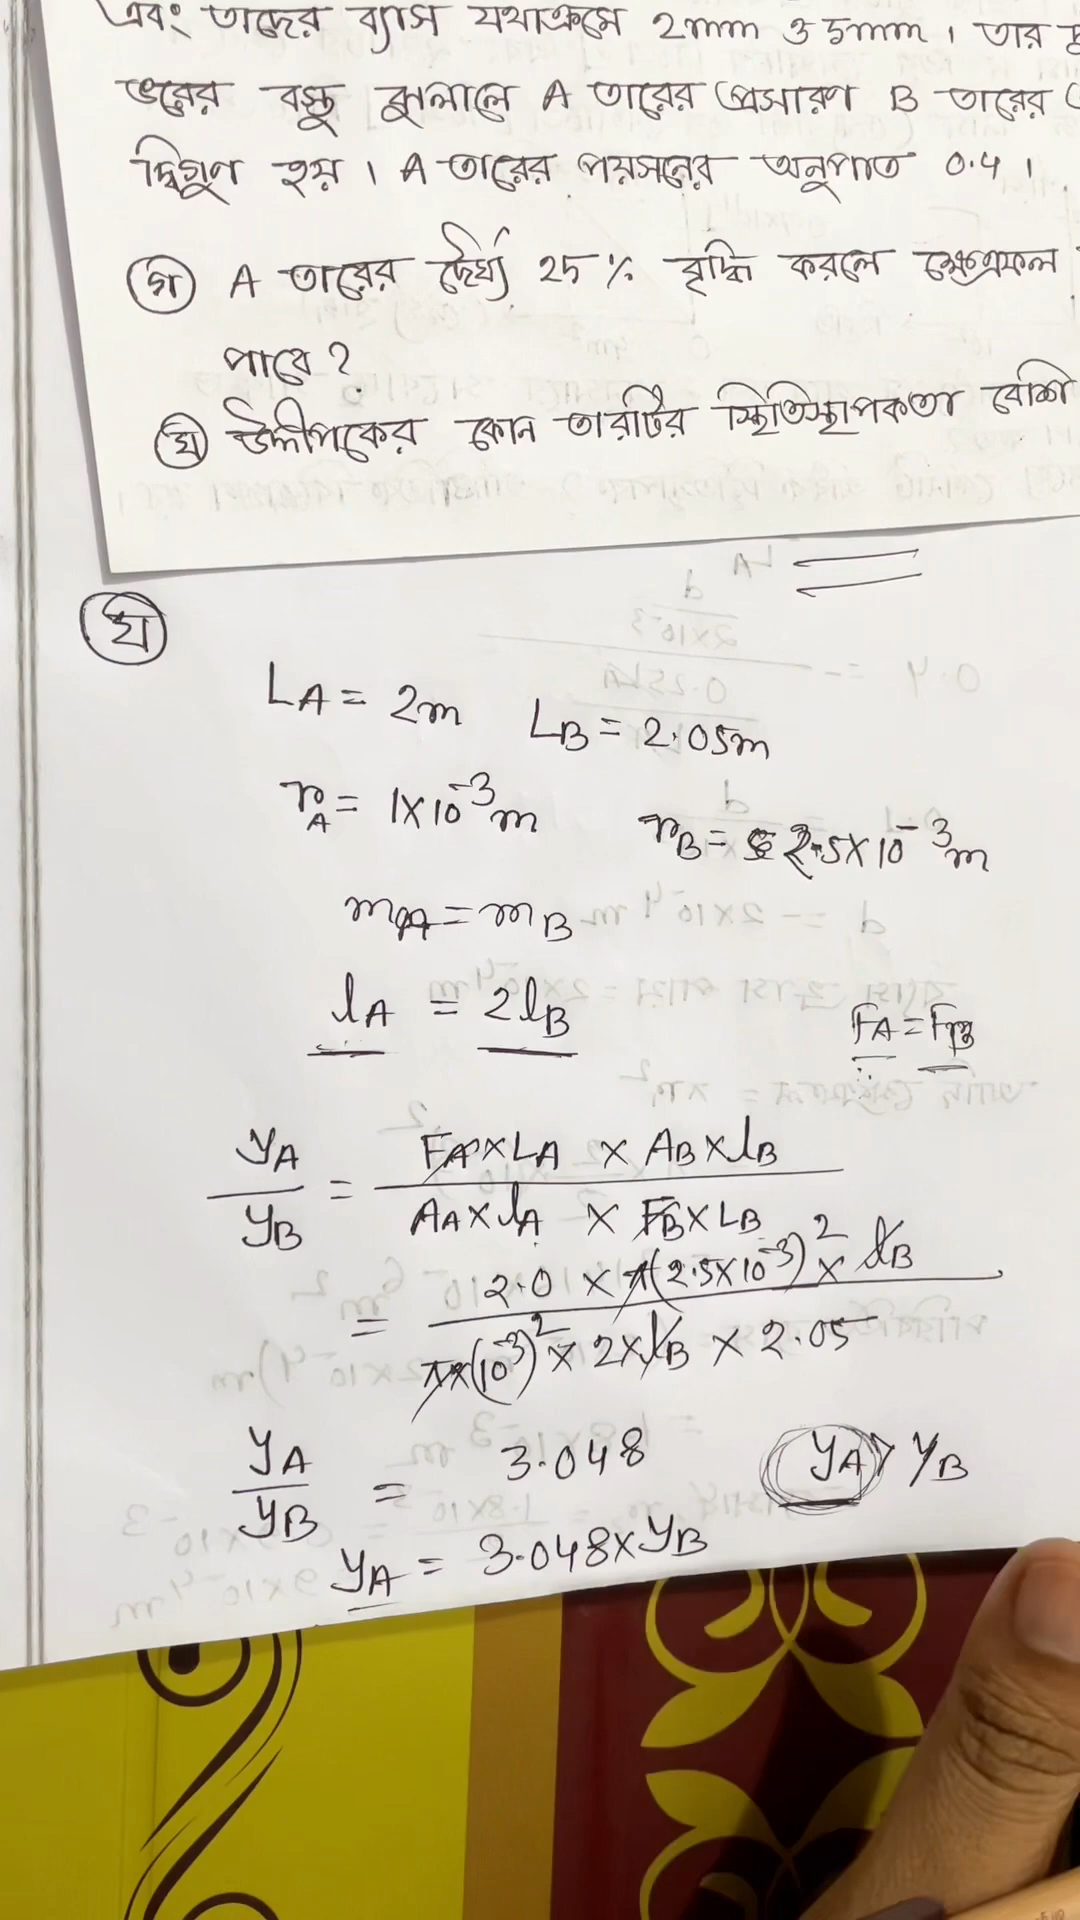 এবং তাদের ব্যাস যথাক্রমে 2mm ও 5mm। তার
ভরের বস্তু ঝুলালে A তারের প্রসারণ B তারের
দ্বিগুণ হয়। A তারের পয়সনের অনুপাত 0.4।
গ A তারের দৈর্ঘ্য 25% বৃদ্ধি করলে ক্ষেত্রফল
পাবে?
ঘ উদ্দীপকের কোন তারটির স্থিতিস্থাপকতা বেশি
ঘ
LA = 2m LB = 2.05m
rA = 1×10⁻³m rB = 2.5×10⁻³m
mA = mB
lA = 2lB FA = FB
YA/YB = FA×LA × AB×lB / AA×lA × FB×LB
= 2.0 × π(2.5×10⁻³)² × lB / π×(10⁻³)² × 2×lB × 2.05
YA/YB = 3.048 YA > YB
YA = 3.048×YB